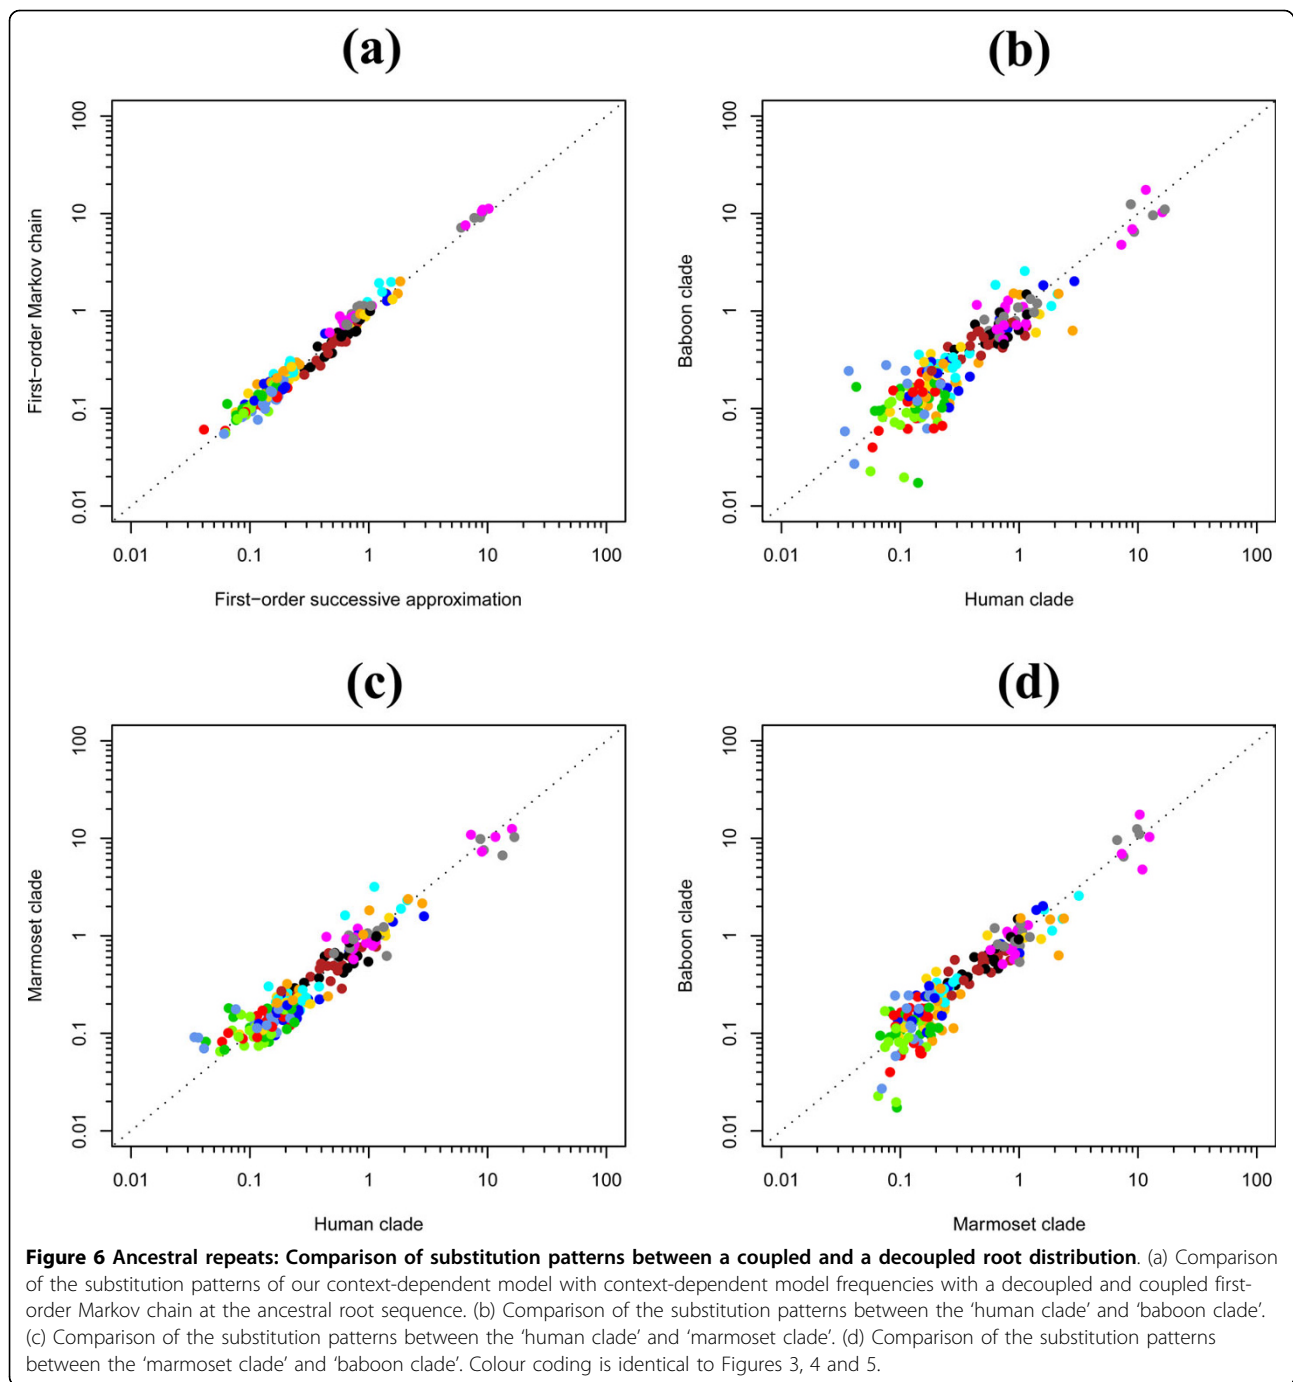 (a)
100
10
1
0.1
0.01
First−order Markov chain
0.01 0.1 1 10 100
First−order successive approximation
(b)
100
10
1
0.1
0.01
Baboon clade
0.01 0.1 1 10 100
Human clade
(c)
100
10
1
0.1
0.01
Marmoset clade
0.01 0.1 1 10 100
Human clade
(d)
100
10
1
0.1
0.01
Baboon clade
0.01 0.1 1 10 100
Marmoset clade
Figure 6 Ancestral repeats: Comparison of substitution patterns between a coupled and a decoupled root distribution. (a) Comparison
of the substitution patterns of our context-dependent model with context-dependent model frequencies with a decoupled and coupled first-
order Markov chain at the ancestral root sequence. (b) Comparison of the substitution patterns between the ‘human clade’ and ‘baboon clade’.
(c) Comparison of the substitution patterns between the ‘human clade’ and ‘marmoset clade’. (d) Comparison of the substitution patterns
between the ‘marmoset clade’ and ‘baboon clade’. Colour coding is identical to Figures 3, 4 and 5.